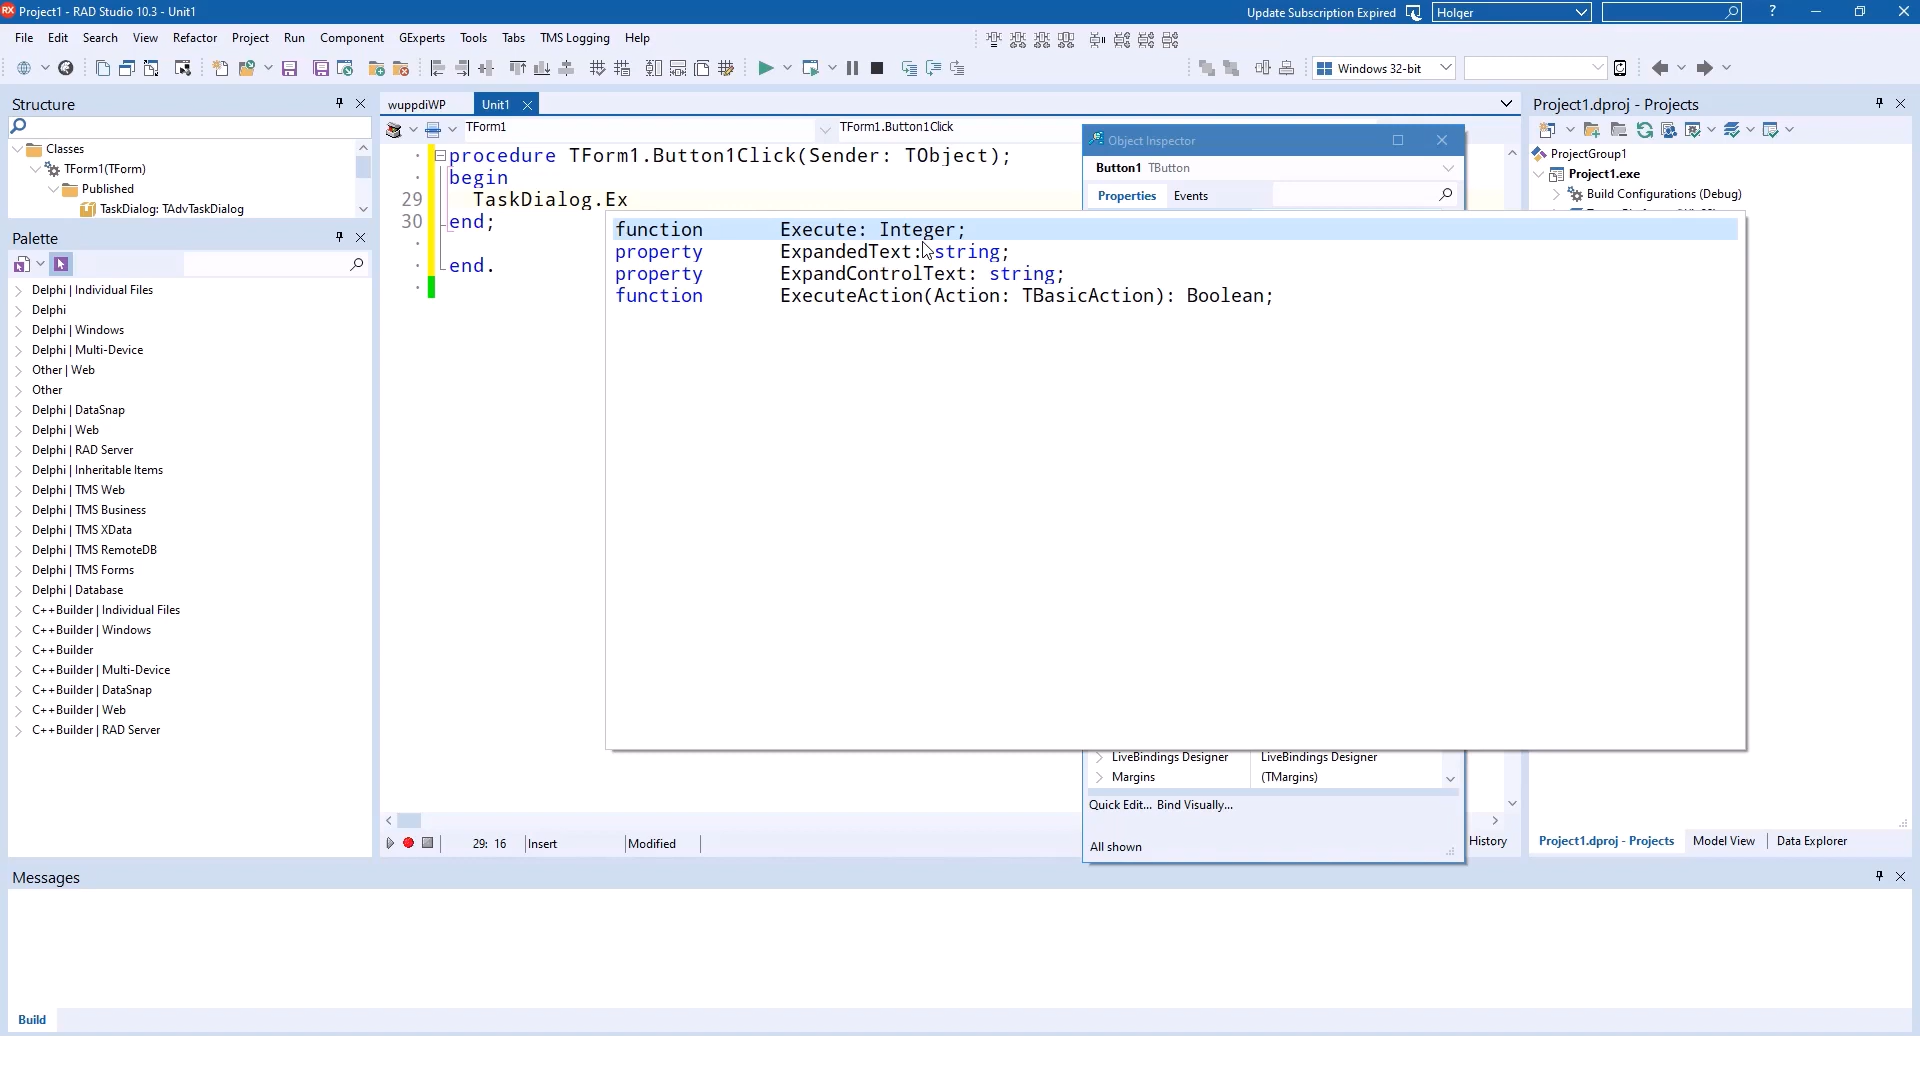 Project1 - RAD Studio 10.3 - Unit1
Update Subscription Expired
Holger
File Edit Search View Refactor Project Run Component GExperts Tools Tabs TMS Logging Help
Windows 32-bit
Structure
Classes
TForm1(TForm)
Published
TaskDialog: TAdvTaskDialog
Palette
Delphi | Individual Files
Delphi
Delphi | Windows
Delphi | Multi-Device
Other | Web
Other
Delphi | DataSnap
Delphi | Web
Delphi | RAD Server
Delphi | Inheritable Items
Delphi | TMS Web
Delphi | TMS Business
Delphi | TMS XData
Delphi | TMS RemoteDB
Delphi | TMS Forms
Delphi | Database
C++Builder | Individual Files
C++Builder | Windows
C++Builder
C++Builder | Multi-Device
C++Builder | DataSnap
C++Builder | Web
C++Builder | RAD Server
wuppdiWP Unit1
TForm1 TForm1.Button1Click
procedure TForm1.Button1Click(Sender: TObject);
begin
29 TaskDialog.Ex
30 end;
end.
function Execute: Integer;
property ExpandedText: string;
property ExpandControlText: string;
function ExecuteAction(Action: TBasicAction): Boolean;
Object Inspector
Button1 TButton
Properties Events
LiveBindings Designer LiveBindings Designer
Margins (TMargins)
Quick Edit... Bind Visually...
All shown
29: 16 Insert Modified
History
Project1.dproj - Projects
ProjectGroup1
Project1.exe
Build Configurations (Debug)
Project1.dproj - Projects Model View Data Explorer
Messages
Build